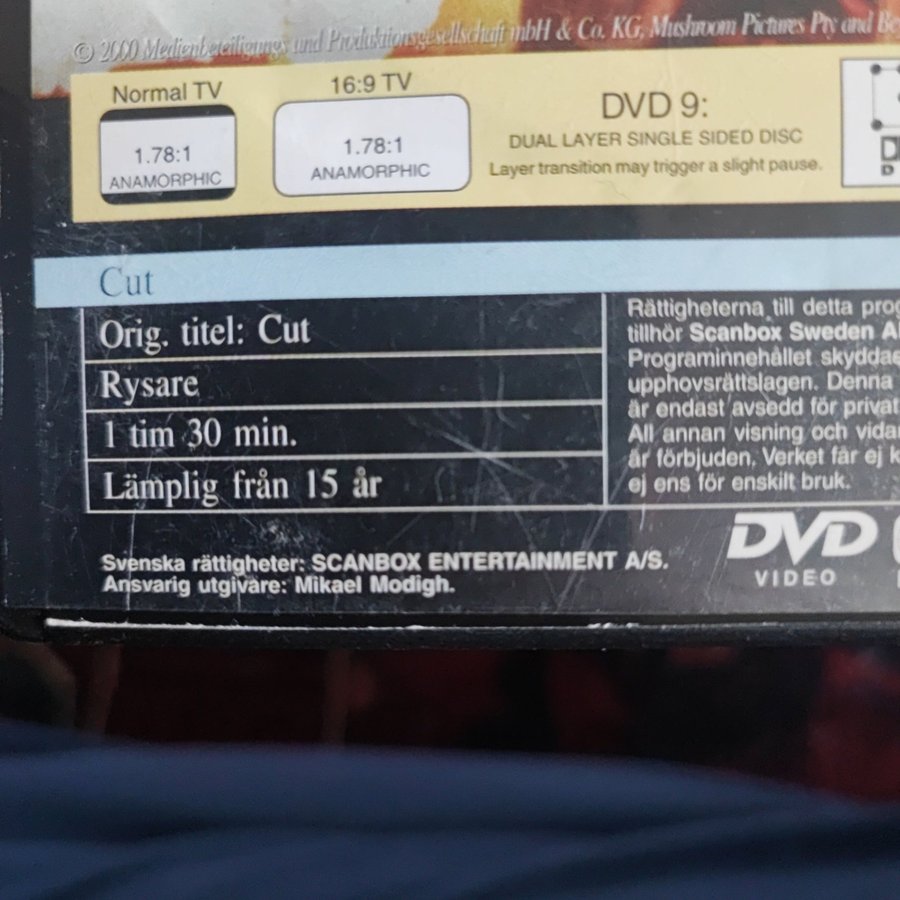 © 2000 Medienbeteiligungs und Produktionsgesellschaft mbH & Co. KG, Mushroom Pictures Pty and Be
Normal TV
1.78:1
ANAMORPHIC
16:9 TV
1.78:1
ANAMORPHIC
DVD 9:
DUAL LAYER SINGLE SIDED DISC
Layer transition may trigger a slight pause.
Cut
Orig. titel: Cut
Rysare
1 tim 30 min.
Lämplig från 15 år
Rättigheterna till detta prog
tillhör Scanbox Sweden A
Programinnehållet skyddae
upphovsrättslagen. Denna
är endast avsedd för privat
All annan visning och vidar
är förbjuden. Verket får ej k
ej ens för enskilt bruk.
Svenska rättigheter: SCANBOX ENTERTAINMENT A/S.
Ansvarig utgivare: Mikael Modigh.
DVD
VIDEO